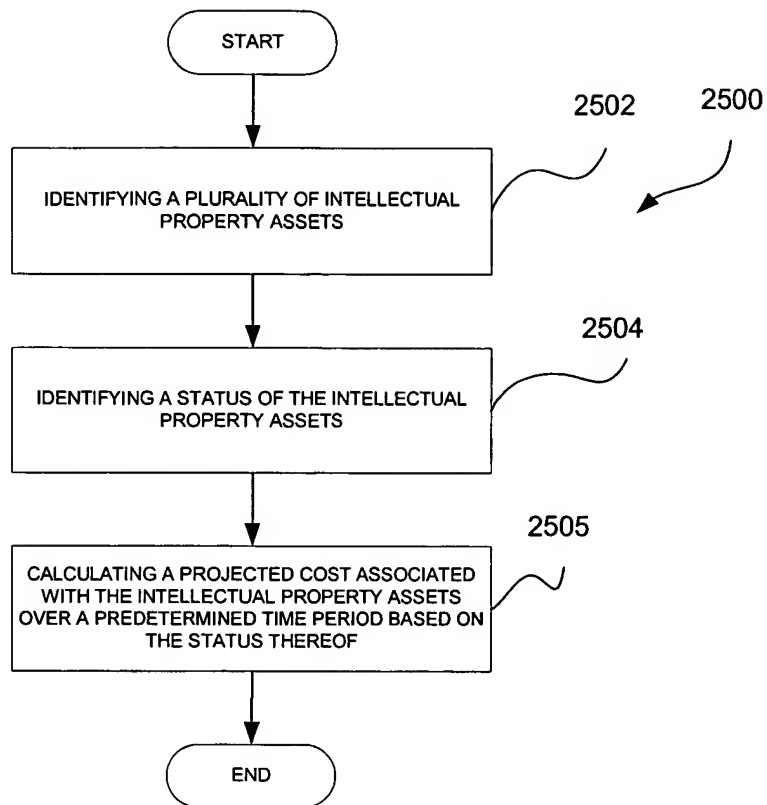 START
2502
2500
IDENTIFYING A PLURALITY OF INTELLECTUAL
PROPERTY ASSETS
2504
IDENTIFYING A STATUS OF THE INTELLECTUAL
PROPERTY ASSETS
2505
CALCULATING A PROJECTED COST ASSOCIATED
WITH THE INTELLECTUAL PROPERTY ASSETS
OVER A PREDETERMINED TIME PERIOD BASED ON
THE STATUS THEREOF
END